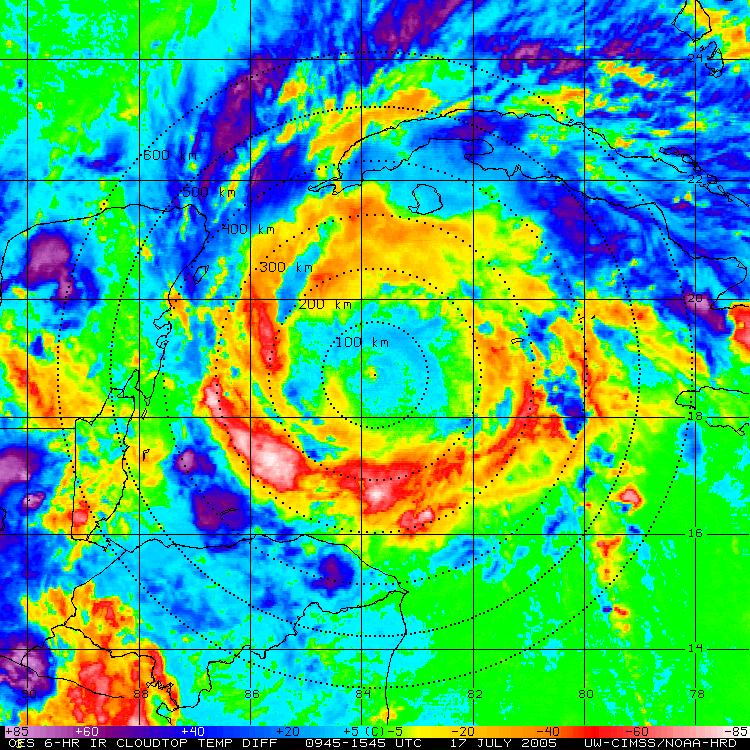 24
600 km
22
500 km
400 km
300 km
20
200 km
100 km
18
16
14
90 88 86 84 82 80 78
+85 +60 +40 +20 +5 (C) -5 -20 -40 -60 -85
GOES 6-HR IR CLOUDTOP TEMP DIFF 0945-1545 UTC 17 JULY 2005 UW-CIMSS/NOAA-HRD